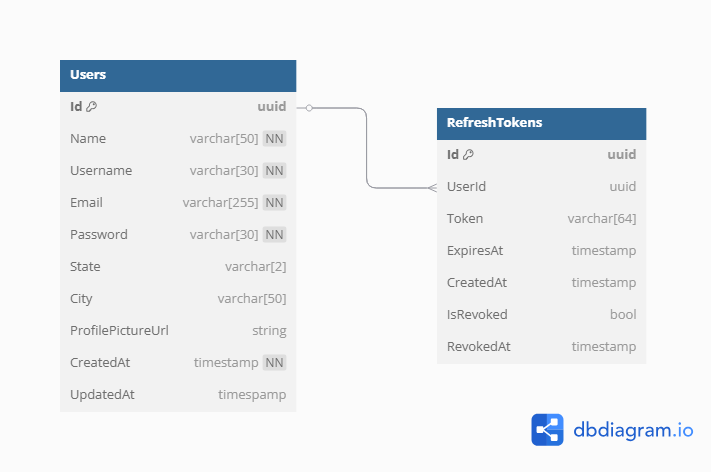 Users
Id uuid
Name varchar[50] NN
Username varchar[30] NN
Email varchar[255] NN
Password varchar[30] NN
State varchar[2]
City varchar[50]
ProfilePictureUrl string
CreatedAt timestamp NN
UpdatedAt timespamp
RefreshTokens
Id uuid
UserId uuid
Token varchar[64]
ExpiresAt timestamp
CreatedAt timestamp
IsRevoked bool
RevokedAt timestamp
dbdiagram.io